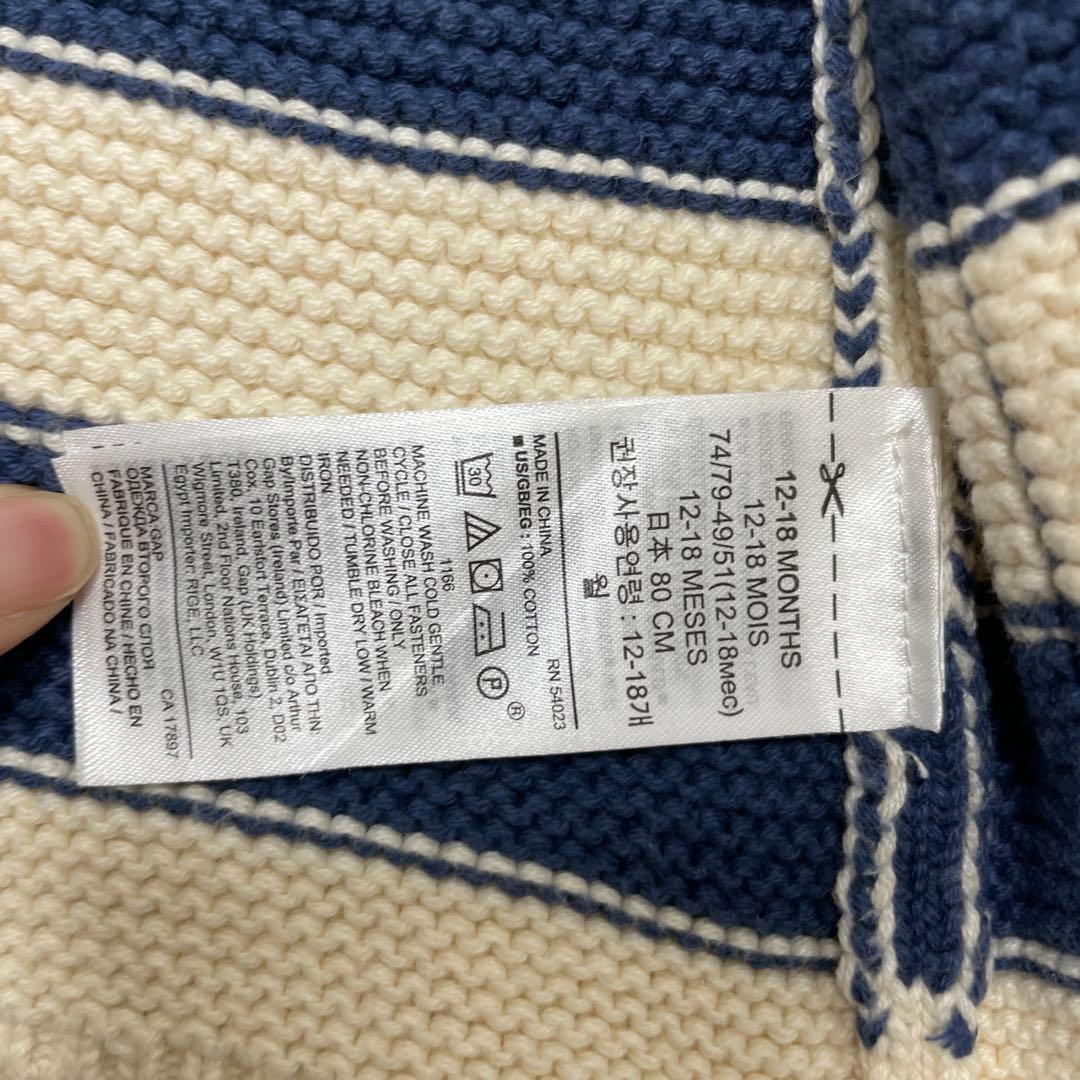 12-18 MONTHS
12-18 MOIS
74/79-49/51(12-18мес)
12-18 MESES
日本 80 CM
권장사용연령 : 12-18개
월
RN 54023
MADE IN CHINA
US/GB/EG : 100% COTTON
30
P
®
1166
MACHINE WASH COLD GENTLE
CYCLE / CLOSE ALL FASTENERS
BEFORE WASHING / ONLY
NON-CHLORINE BLEACH WHEN
NEEDED / TUMBLE DRY LOW / WARM
IRON
DISTRIBUIDO POR / Imported
By/Importe Par / ΕΙΣΑΓΕΤΑΙ ΑΠΟ ΤΗΝ
Gap Stores (Ireland) Limited c/o Arthur
Cox, 10 Earlsfort Terrace, Dublin 2, D02
T380, Ireland, Gap (UK Holdings)
Limited, 2nd Floor Nations House, 103
Wigmore Street, London, W1U 1QS, UK
Egypt Importer: RIGE, LLC
CA 17897
MARCA GAP
ОДЕЖДА ВТОРОГО СЛОЯ
FABRIQUE EN CHINE / HECHO EN
CHINA / FABRICADO NA CHINA /